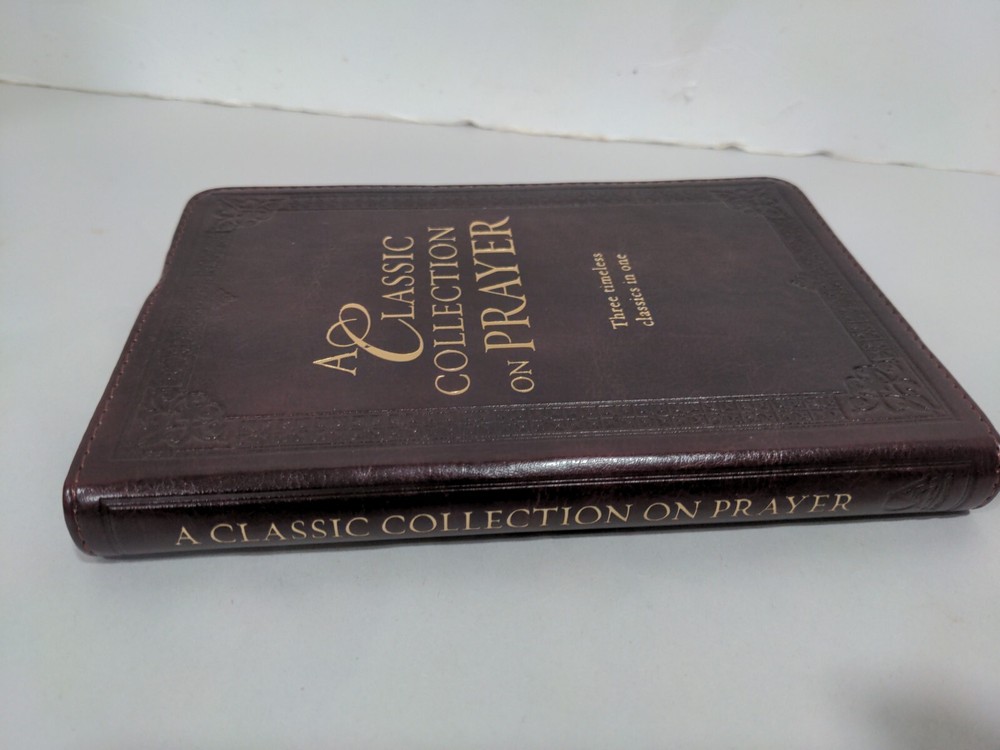 A
CLASSIC
COLLECTION
ON PRAYER
Three timeless
classics in one
A CLASSIC COLLECTION ON PRAYER